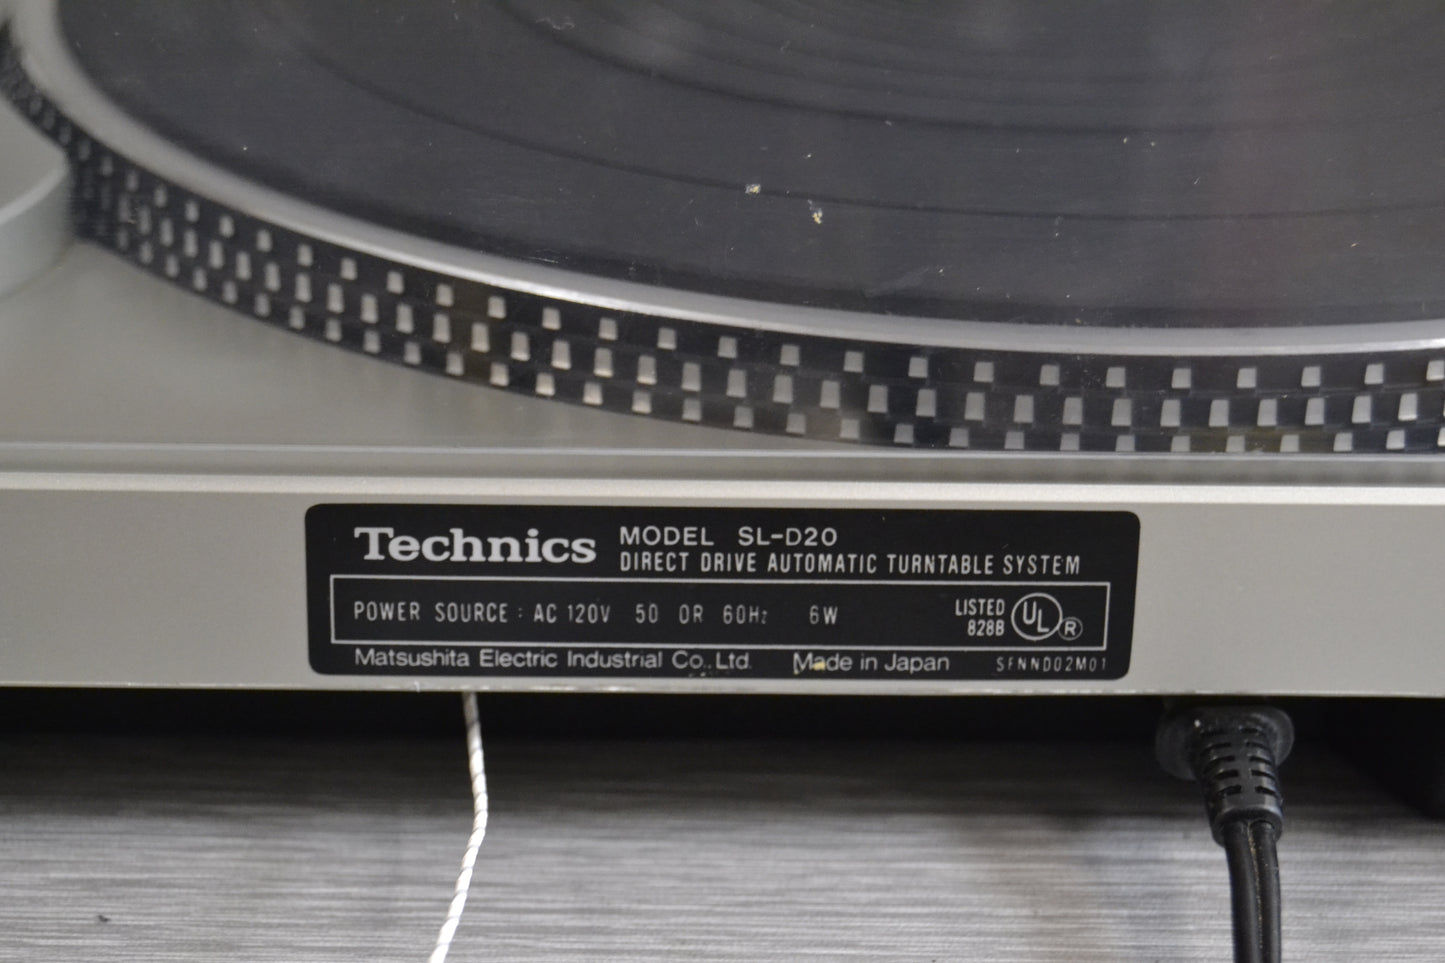 Technics MODEL SL-D20
DIRECT DRIVE AUTOMATIC TURNTABLE SYSTEM
POWER SOURCE : AC 120V 50 OR 60Hz 6W
LISTED
828B
UL
®
Matsushita Electric Industrial Co., Ltd. Made in Japan SFNND02M01